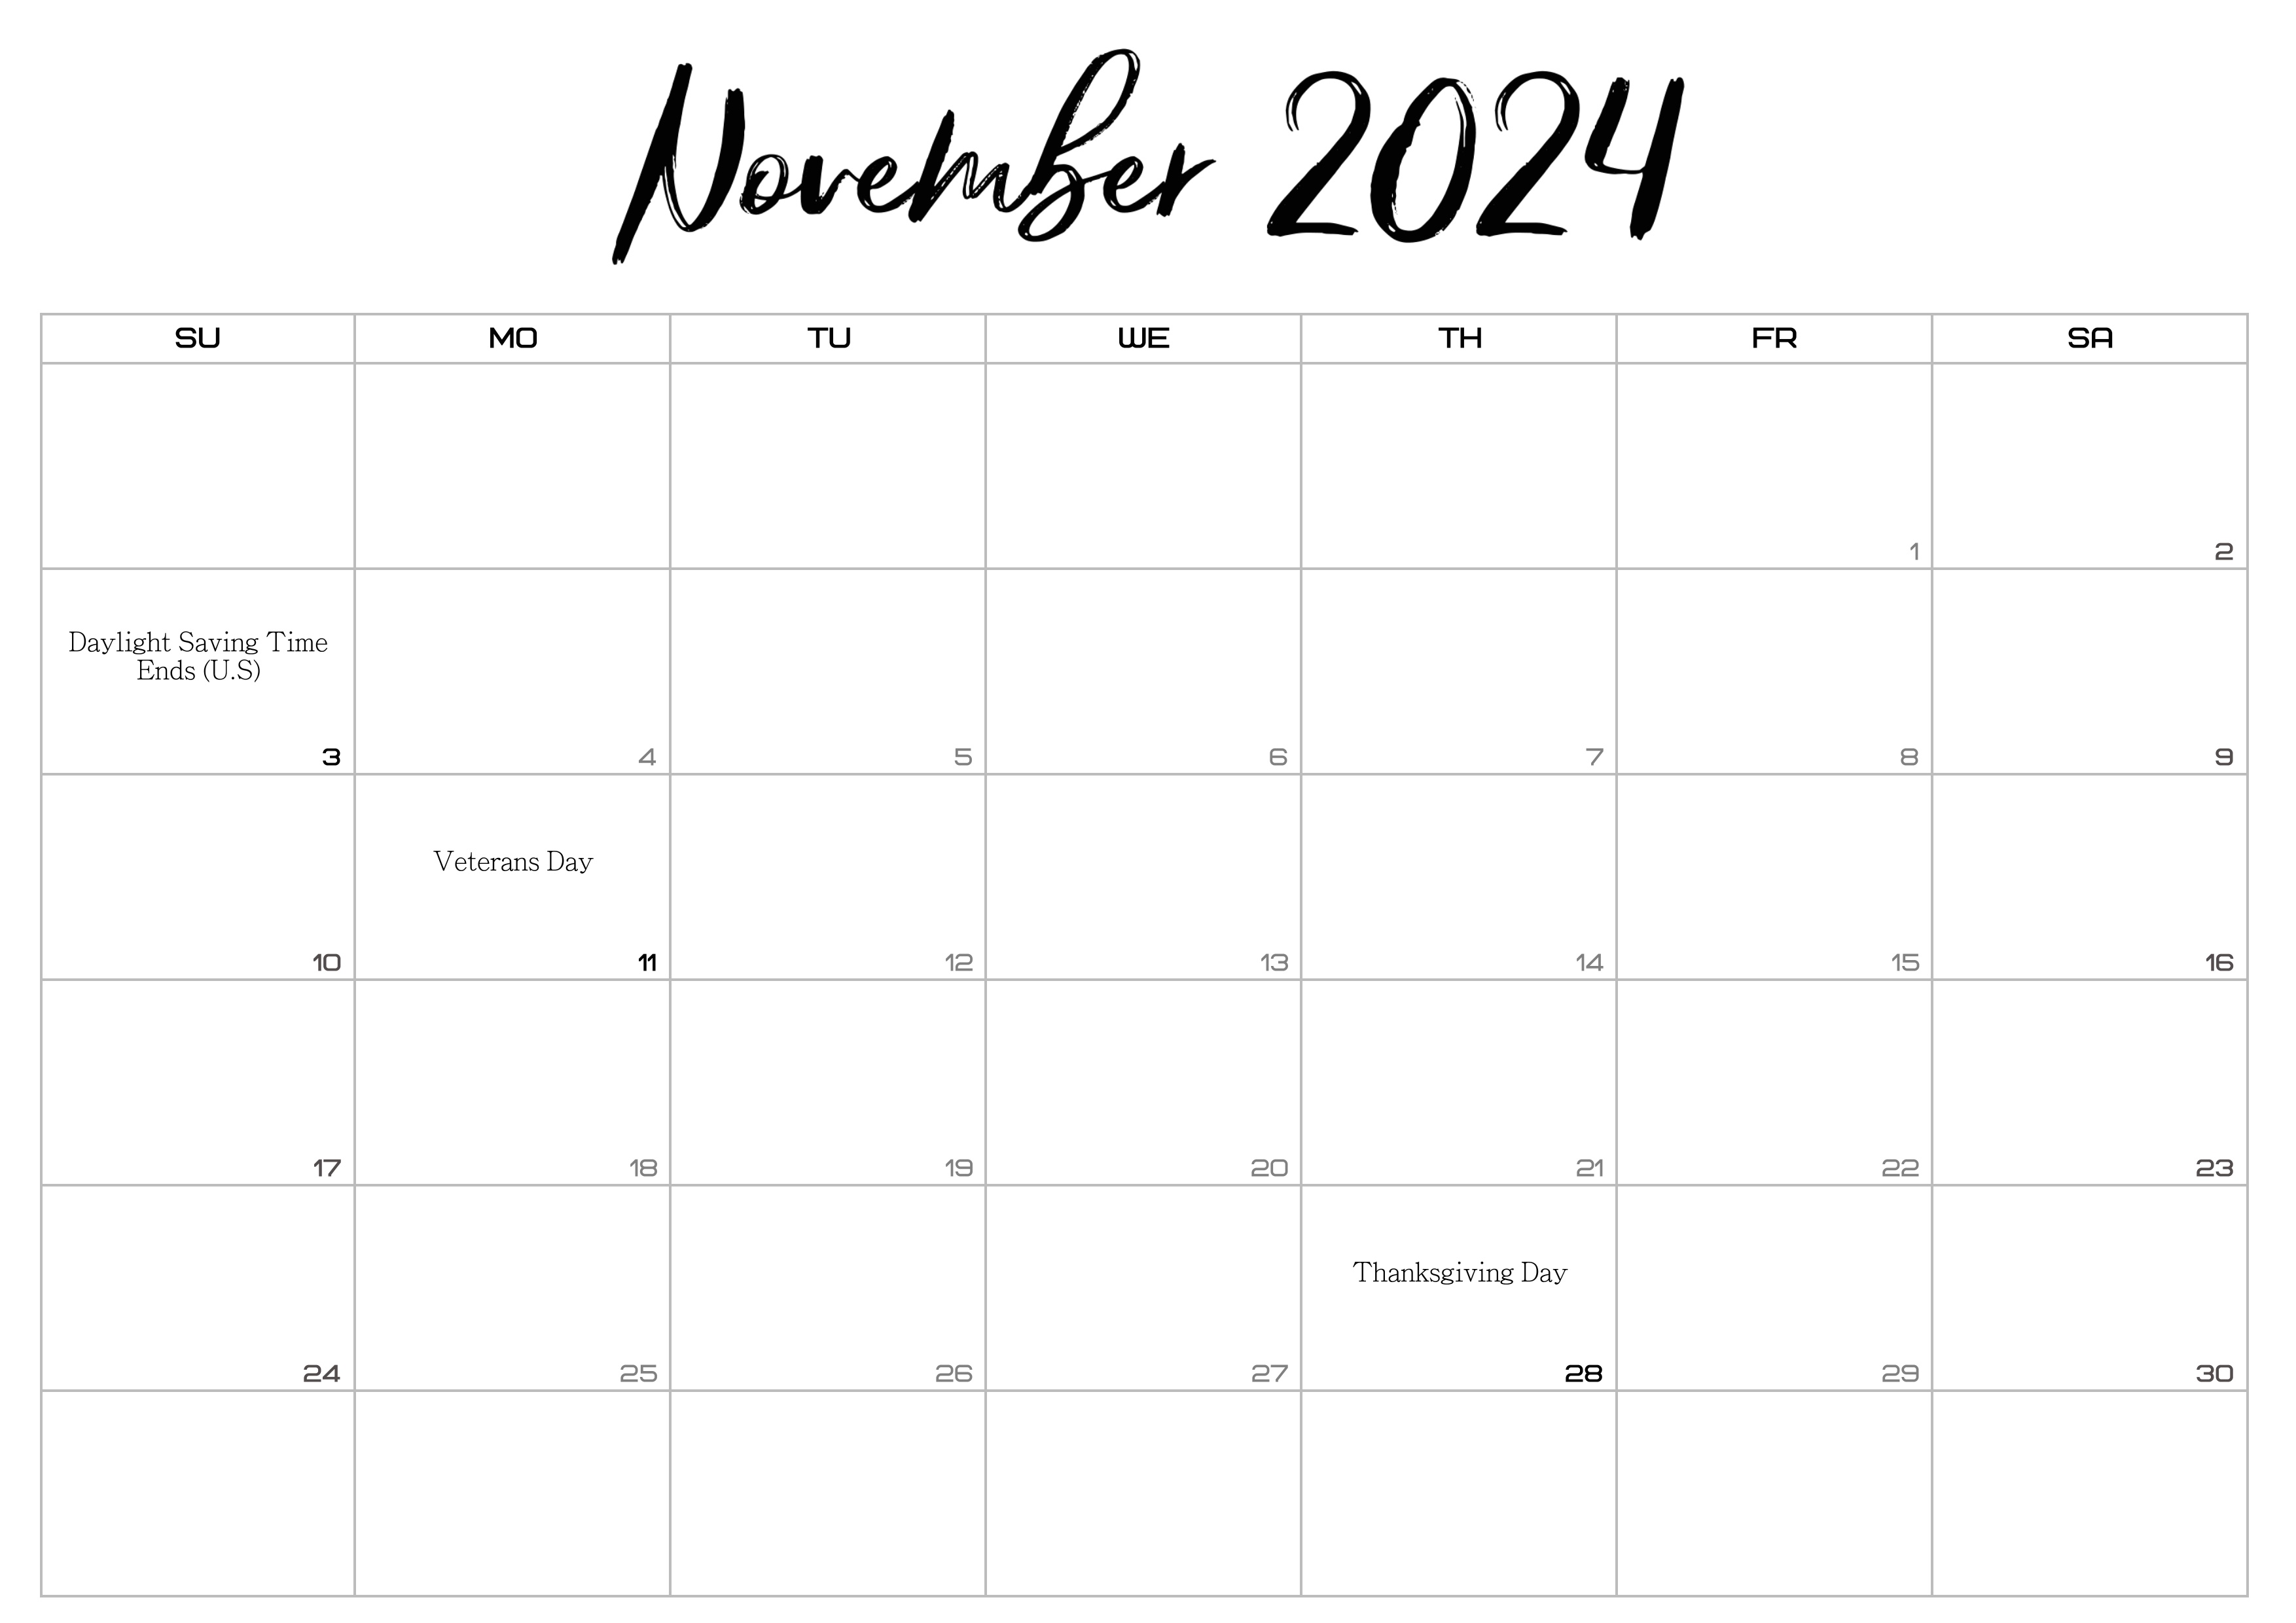 November 2024
SU MO TU WE TH FR SA
1 2
Daylight Saving Time
Ends (U.S)
3 4 5 6 7 8 9
Veterans Day
10 11 12 13 14 15 16
17 18 19 20 21 22 23
Thanksgiving Day
24 25 26 27 28 29 30